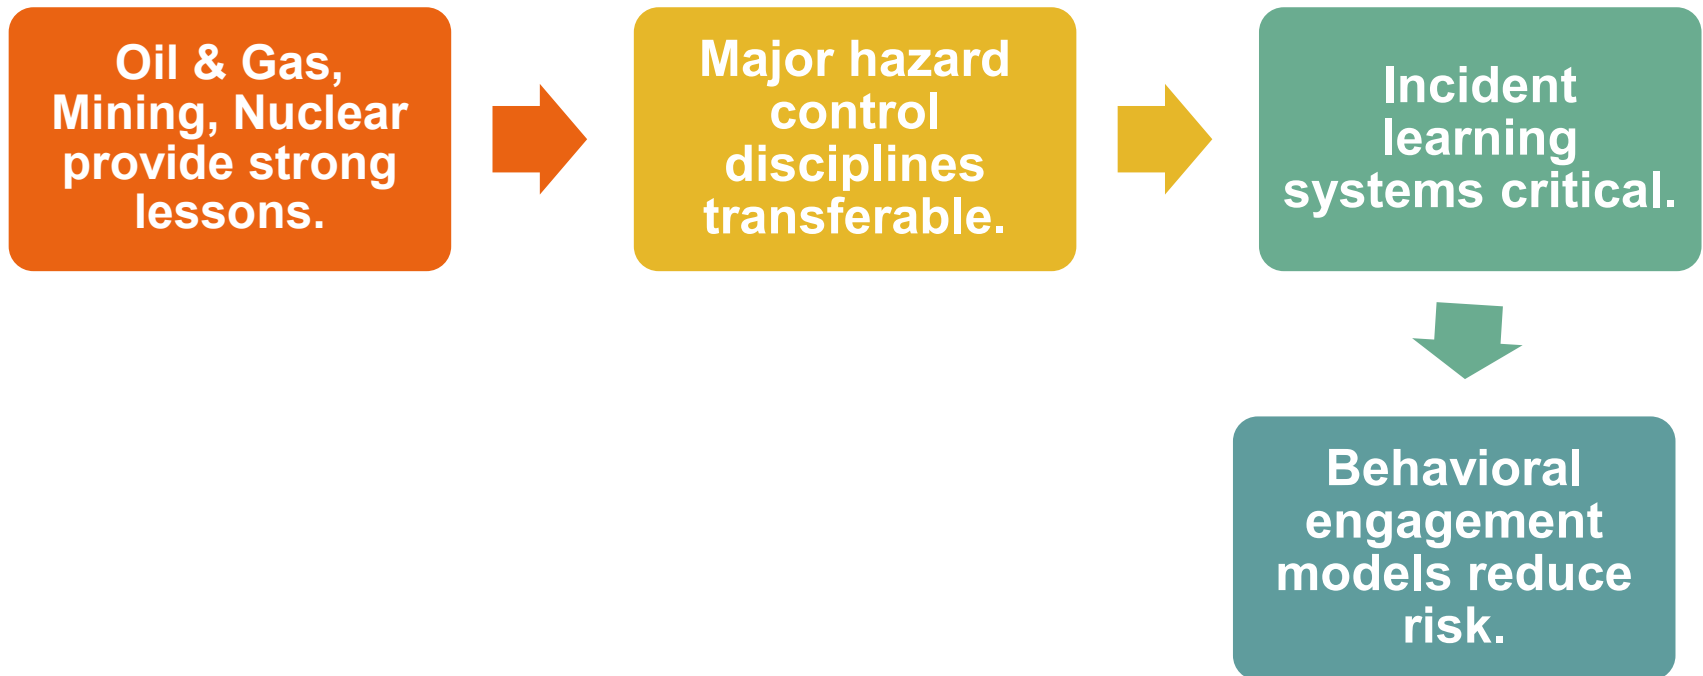 Oil & Gas,
Mining, Nuclear
provide strong
lessons.
Major hazard
control
disciplines
transferable.
Incident
learning
systems critical.
Behavioral
engagement
models reduce
risk.